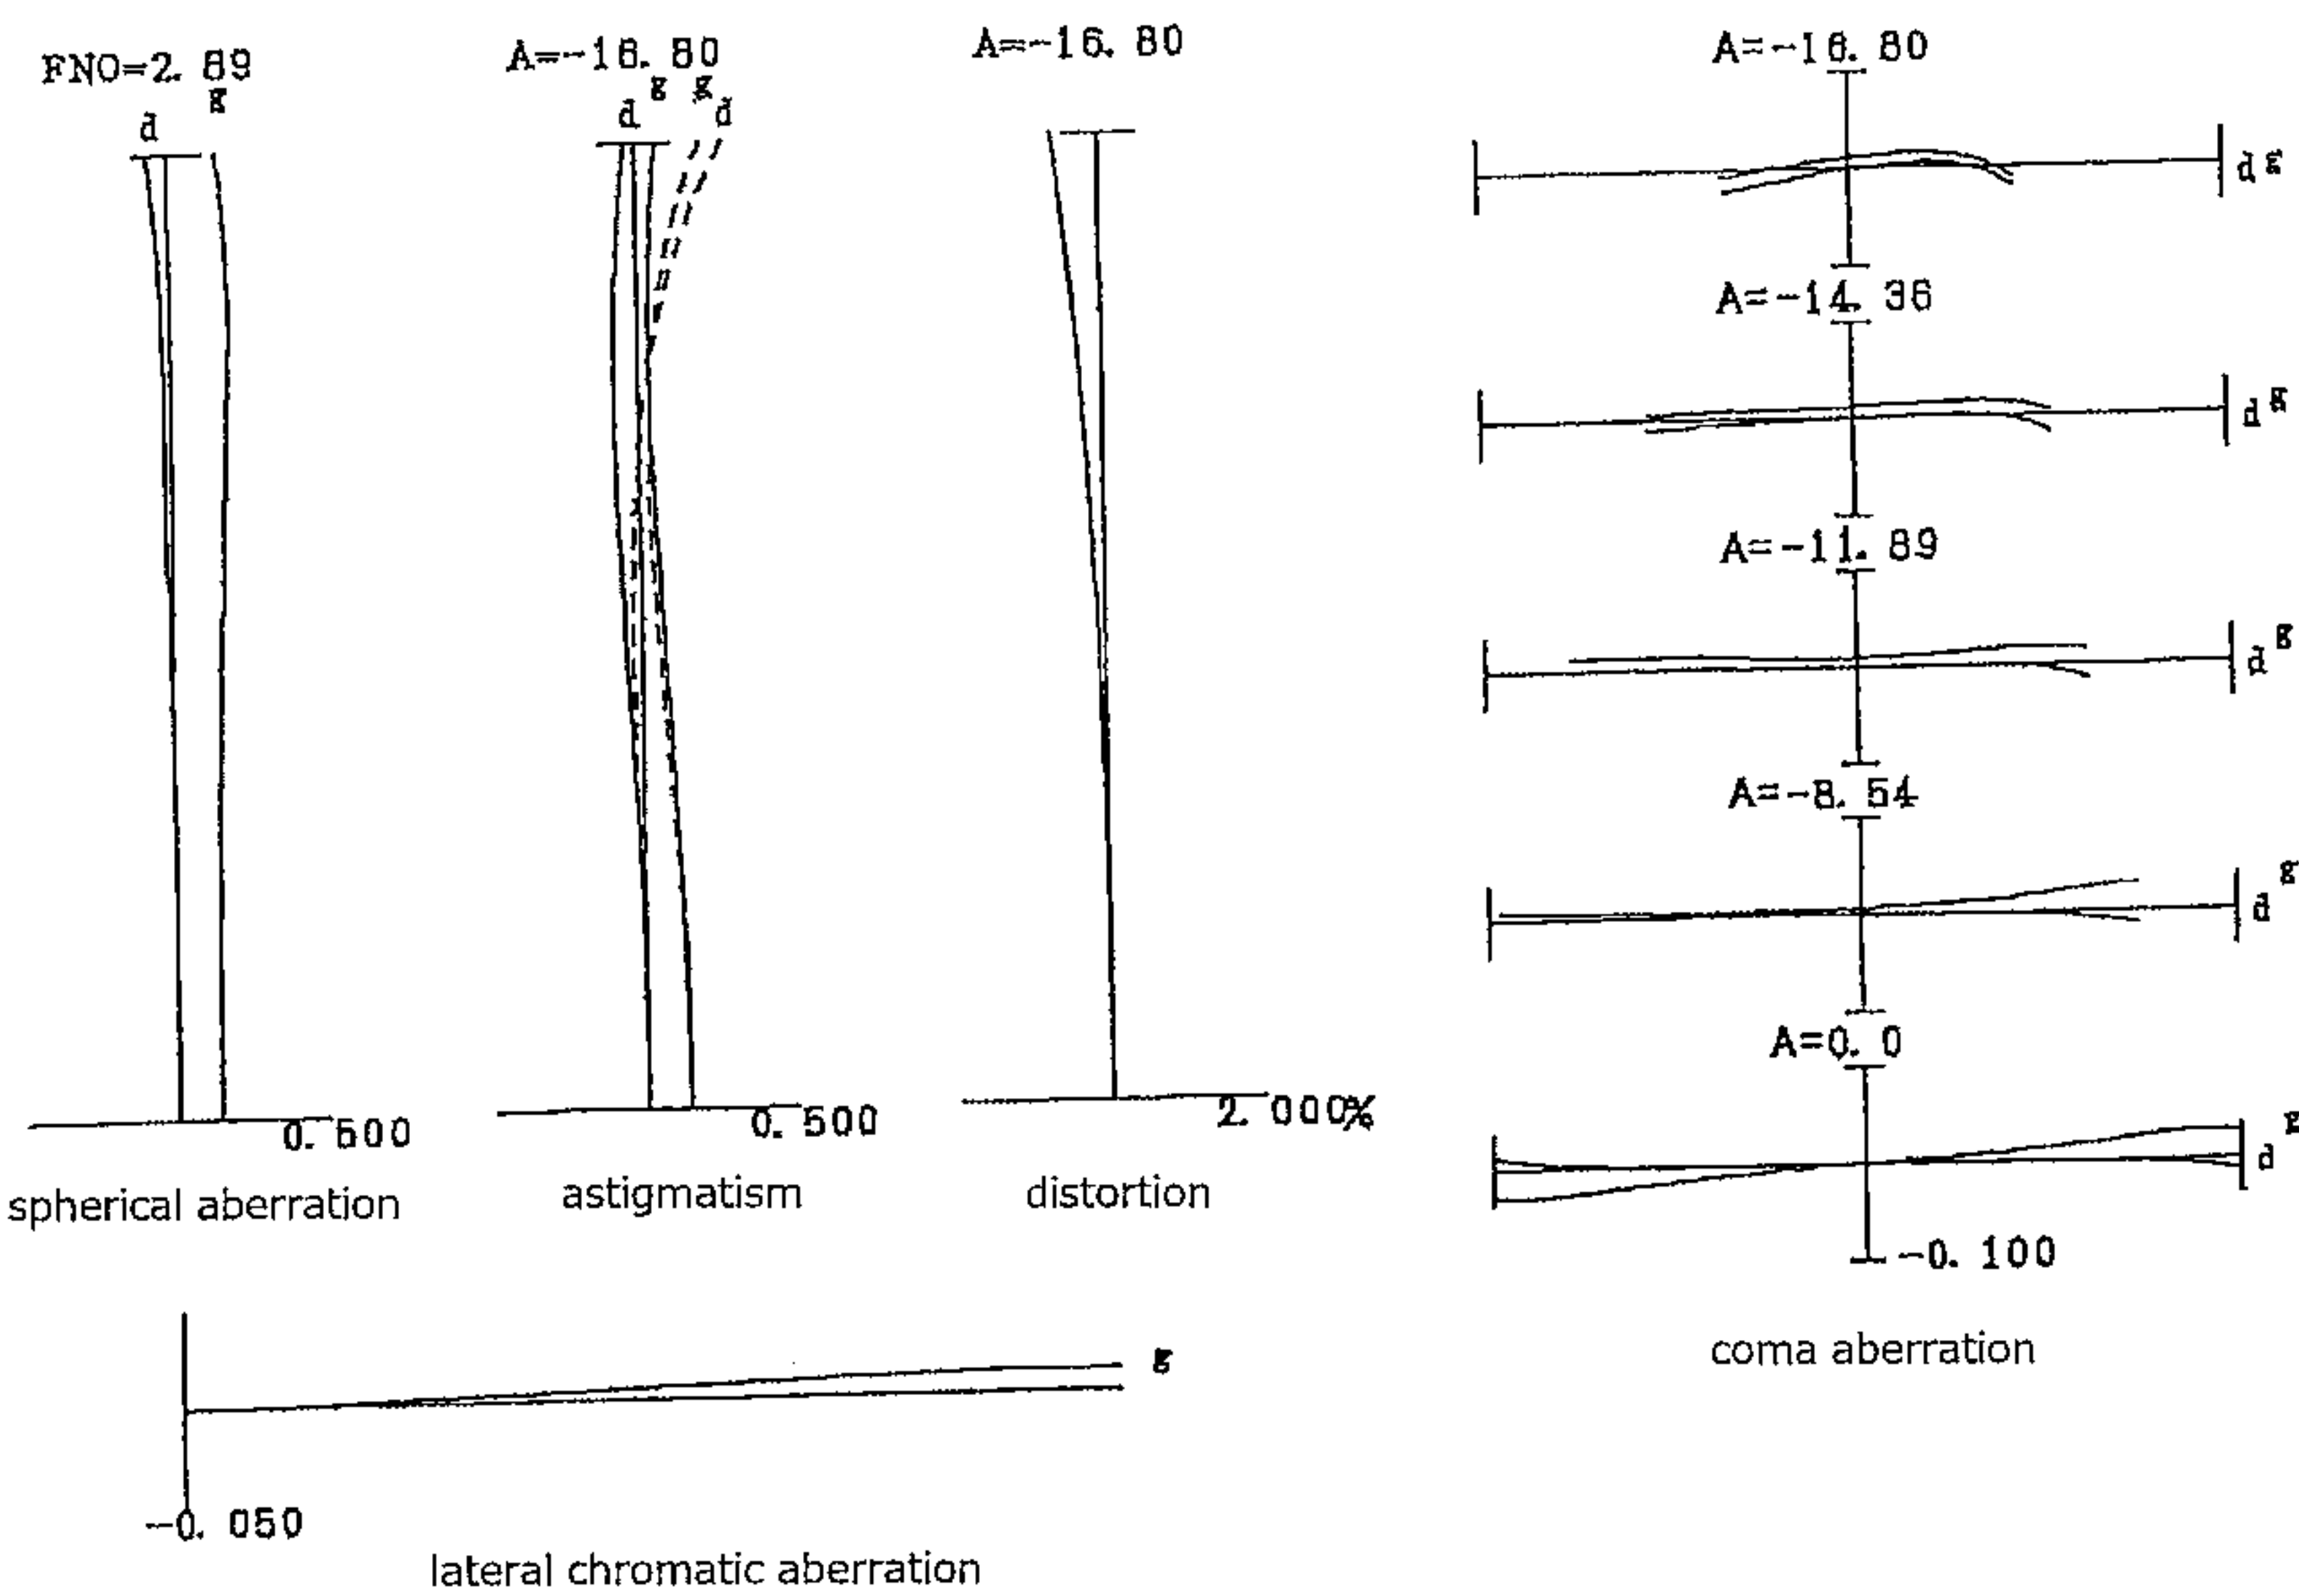 FNO=2. 89
g
d
0. 500
spherical aberration
A=-16. 80
g g
d d
0. 500
astigmatism
A=-16. 80
2. 000%
distortion
A=-16. 80
d g
A=-14. 36
d g
A=-11. 89
d g
A=-8. 54
d g
A=0. 0
d g
-0. 100
coma aberration
g
-0. 050
lateral chromatic aberration